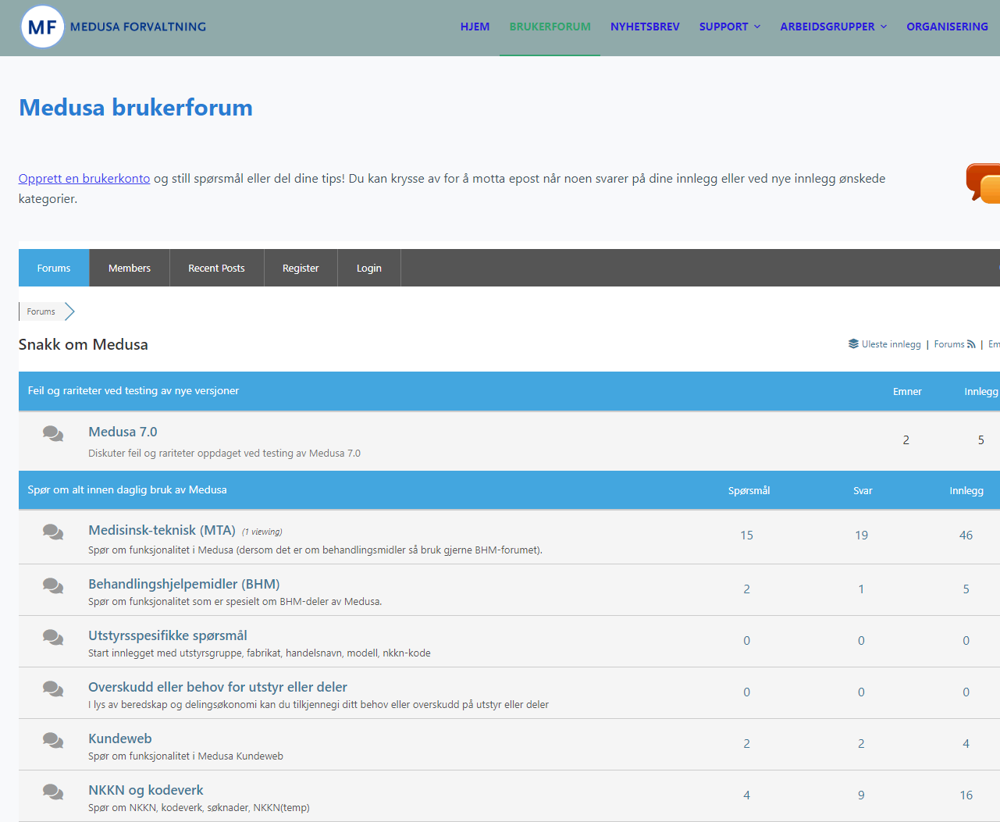 MF MEDUSA FORVALTNING
HJEM BRUKERFORUM NYHETSBREV SUPPORT ARBEIDSGRUPPER ORGANISERING
Medusa brukerforum
Opprett en brukerkonto og still spørsmål eller del dine tips! Du kan krysse av for å motta epost når noen svarer på dine innlegg eller ved nye innlegg ønskede
kategorier.
Forums Members Recent Posts Register Login
Forums
Snakk om Medusa
Uleste innlegg | Forums | Em
Feil og rariteter ved testing av nye versjoner Emner Innlegg
Medusa 7.0
Diskuter feil og rariteter oppdaget ved testing av Medusa 7.0
2 5
Spør om alt innen daglig bruk av Medusa Spørsmål Svar Innlegg
Medisinsk-teknisk (MTA) (1 viewing)
15 19 46
Spør om funksjonalitet i Medusa (dersom det er om behandlingsmidler så bruk gjerne BHM-forumet).
Behandlingshjelpemidler (BHM)
2 1 5
Spør om funksjonalitet som er spesielt om BHM-deler av Medusa.
Utstyrsspesifikke spørsmål
0 0 0
Start innlegget med utstyrsgruppe, fabrikat, handelsnavn, modell, nkkn-kode
Overskudd eller behov for utstyr eller deler
0 0 0
I lys av beredskap og delingsøkonomi kan du tilkjennegi ditt behov eller overskudd på utstyr eller deler
Kundeweb
2 2 4
Spør om funksjonalitet i Medusa Kundeweb
NKKN og kodeverk
4 9 16
Spør om NKKN, kodeverk, søknader, NKKN(temp)